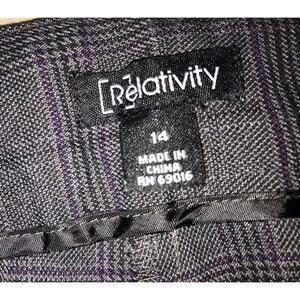 [Re]lativity
14
MADE IN
CHINA
RN 69016